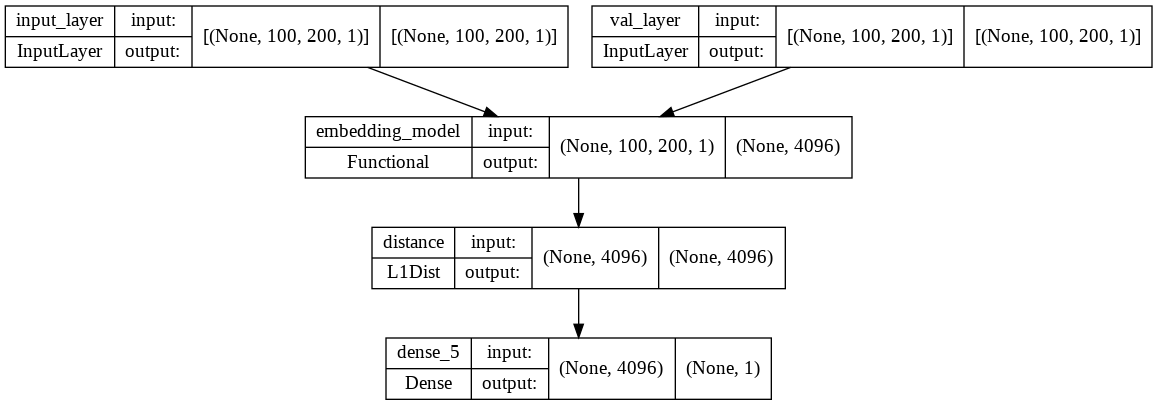 input_layer input: [(None, 100, 200, 1)] [(None, 100, 200, 1)]
InputLayer output:
val_layer input: [(None, 100, 200, 1)] [(None, 100, 200, 1)]
InputLayer output:
embedding_model input: (None, 100, 200, 1) (None, 4096)
Functional output:
distance input: (None, 4096) (None, 4096)
L1Dist output:
dense_5 input: (None, 4096) (None, 1)
Dense output: